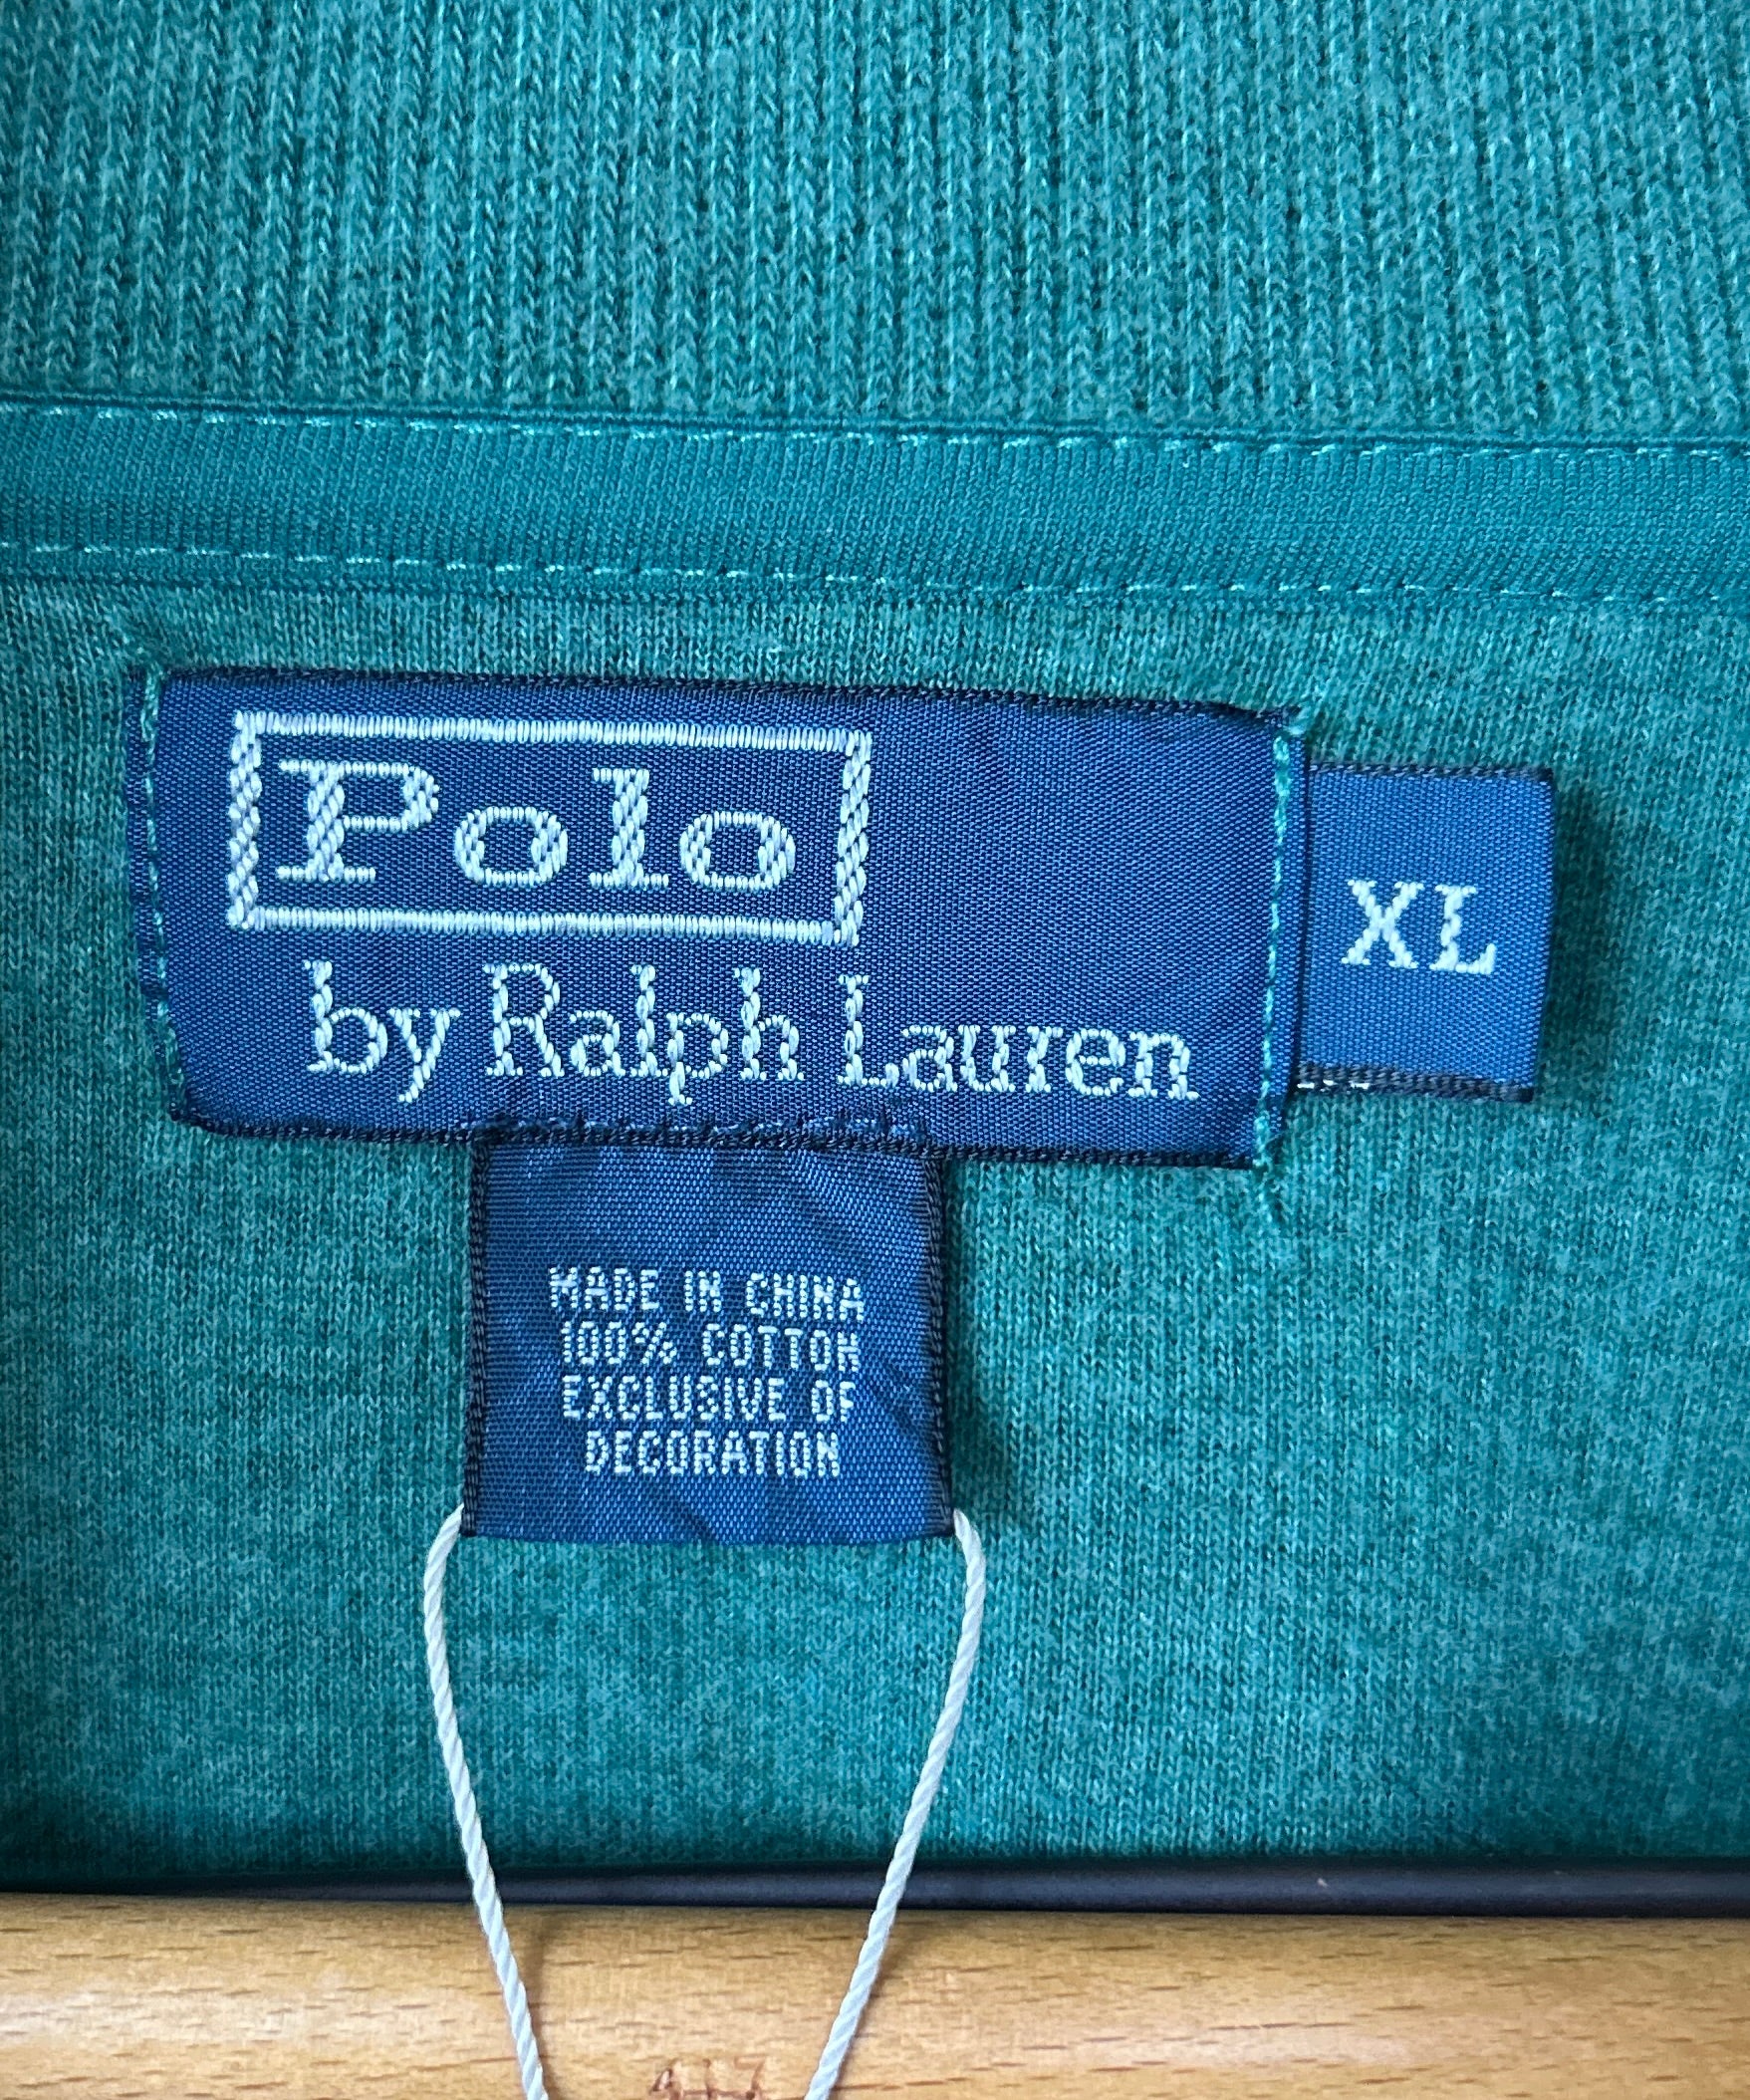 Polo
by Ralph Lauren
XL
MADE IN CHINA
100% COTTON
EXCLUSIVE OF
DECORATION